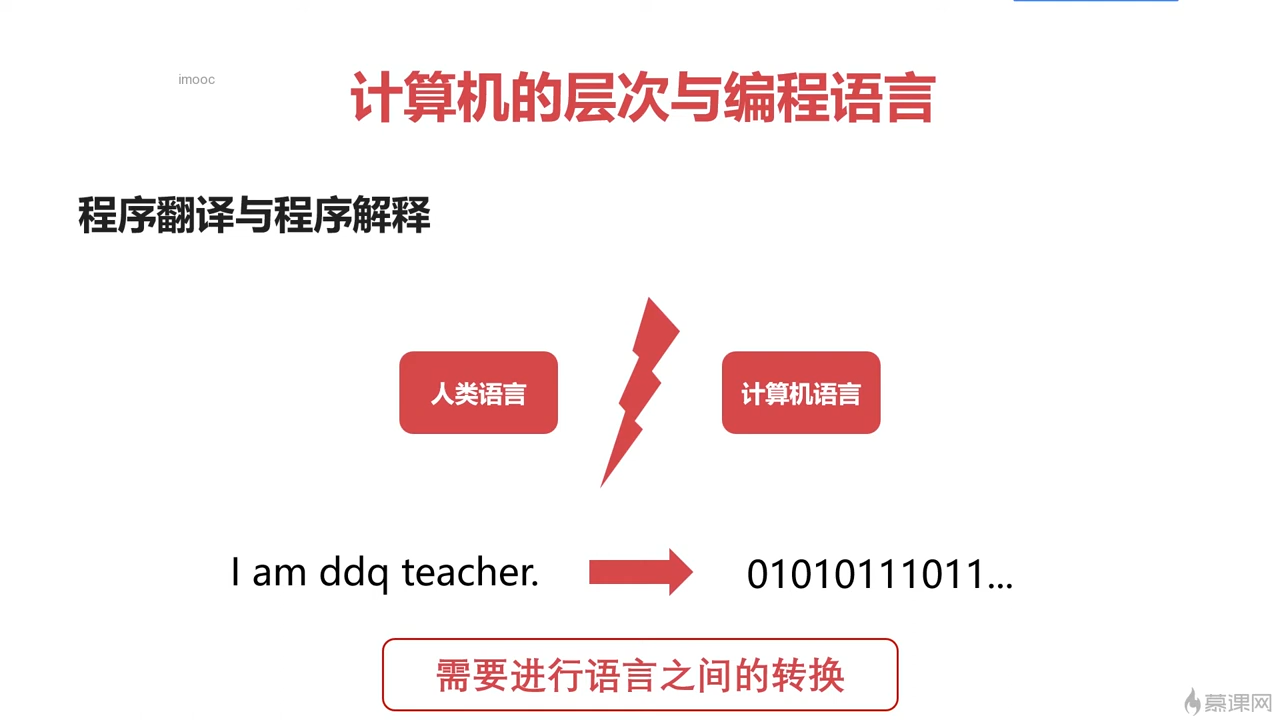 imooc
计算机的层次与编程语言
程序翻译与程序解释
人类语言
计算机语言
I am ddq teacher.
01010111011...
需要进行语言之间的转换
慕课网